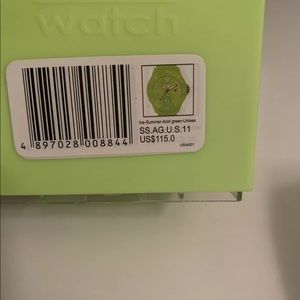 watch
Ice-Summer-Acid green-Unisex
SS.AG.U.S.11
US$115.0
4 897028 008844
USA001